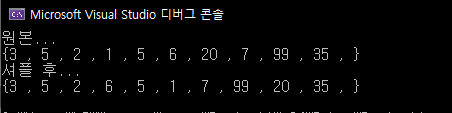 Microsoft Visual Studio 디버그 콘솔
원본...
{3 , 5 , 2 , 1 , 5 , 6 , 20 , 7 , 99 , 35 , }
셔플 후...
{3 , 5 , 2 , 6 , 5 , 1 , 7 , 99 , 20 , 35 , }